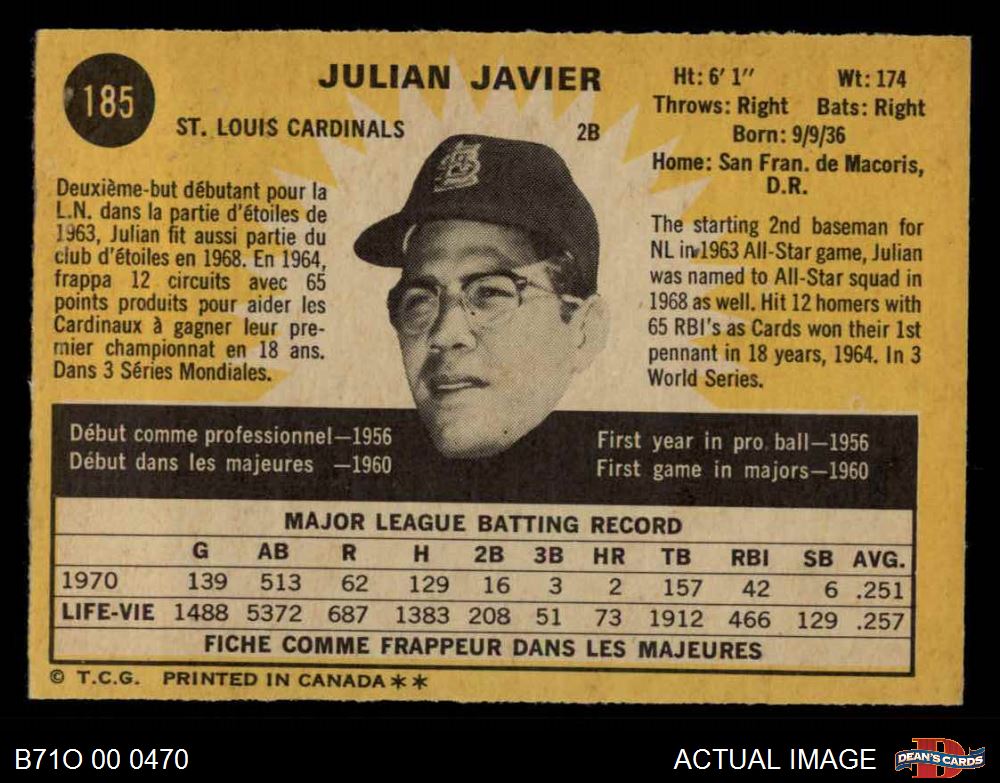 185
JULIAN JAVIER
ST. LOUIS CARDINALS 2B
Ht: 6' 1" Wt: 174
Throws: Right Bats: Right
Born: 9/9/36
Home: San Fran. de Macoris,
D.R.
Deuxième-but débutant pour la
L.N. dans la partie d'étoiles de
1963, Julian fit aussi partie du
club d'étoiles en 1968. En 1964,
frappa 12 circuits avec 65
points produits pour aider les
Cardinaux à gagner leur pre-
mier championnat en 18 ans.
Dans 3 Séries Mondiales.
The starting 2nd baseman for
NL in 1963 All-Star game, Julian
was named to All-Star squad in
1968 as well. Hit 12 homers with
65 RBI's as Cards won their 1st
pennant in 18 years, 1964. In 3
World Series.
Début comme professionnel—1956
Début dans les majeures —1960
First year in pro. ball—1956
First game in majors—1960
MAJOR LEAGUE BATTING RECORD
G AB R H 2B 3B HR TB RBI SB AVG.
1970 139 513 62 129 16 3 2 157 42 6 .251
LIFE-VIE 1488 5372 687 1383 208 51 73 1912 466 129 .257
FICHE COMME FRAPPEUR DANS LES MAJEURES
© T.C.G. PRINTED IN CANADA**
B71O 00 0470
ACTUAL IMAGE
DEAN'S CARDS